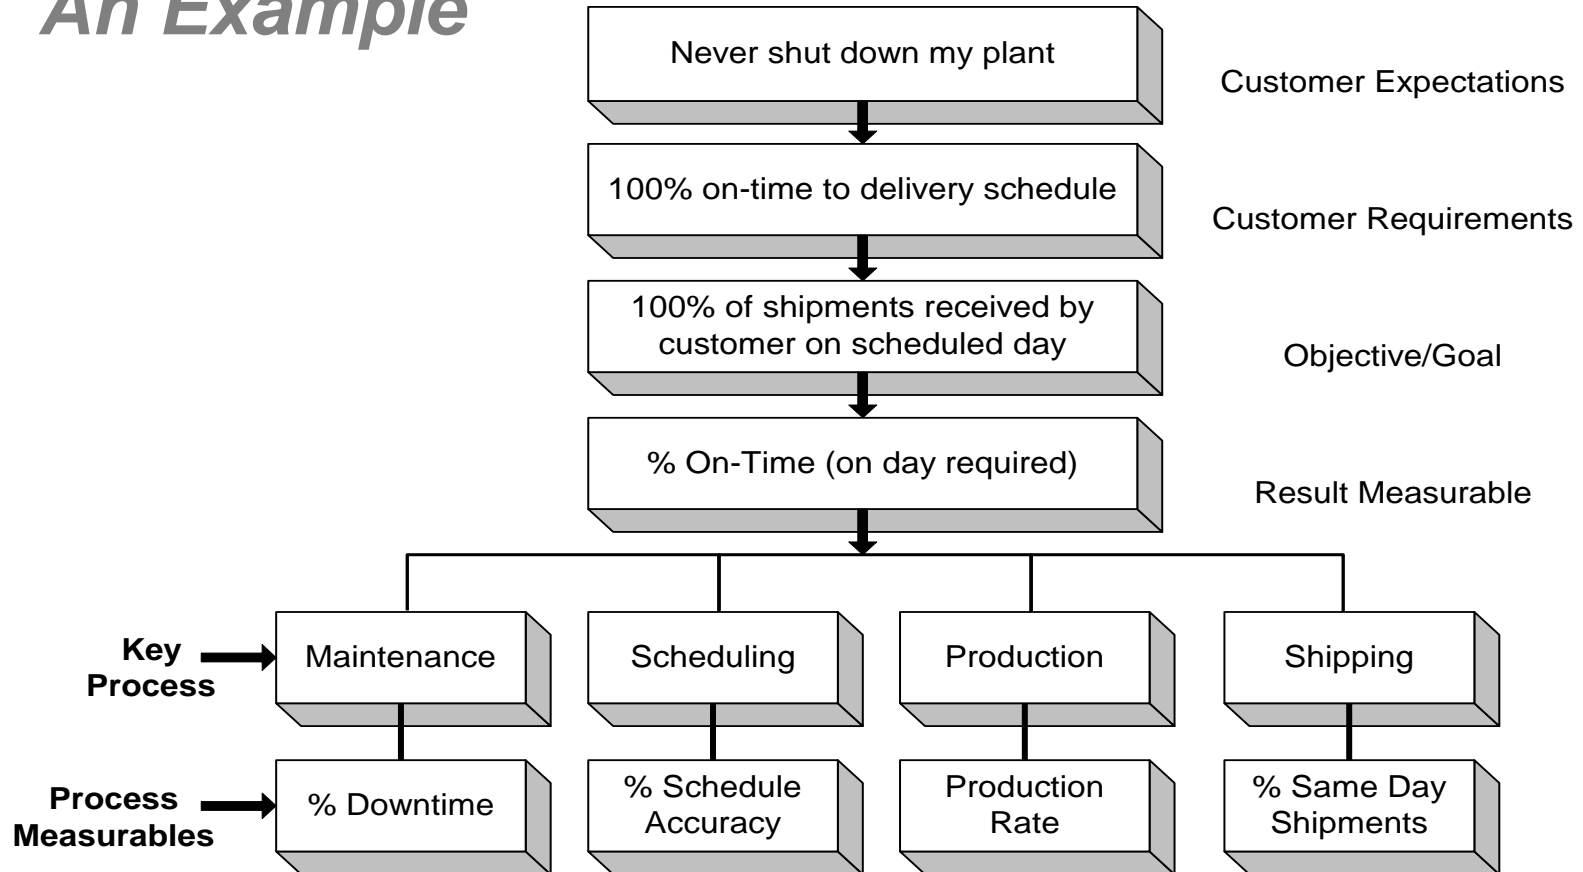 An Example
Never shut down my plant
Customer Expectations
100% on-time to delivery schedule
Customer Requirements
100% of shipments received by
customer on scheduled day
Objective/Goal
% On-Time (on day required)
Result Measurable
Key
Process
Maintenance
Scheduling
Production
Shipping
Process
Measurables
% Downtime
% Schedule
Accuracy
Production
Rate
% Same Day
Shipments